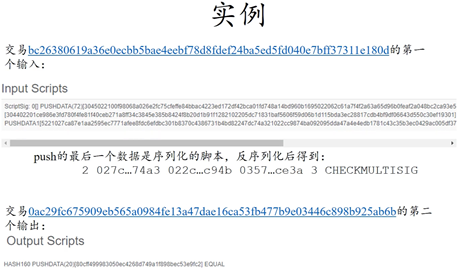 实例
交易bc26380619a36e0ecbb5bae4eebf78d8fdef24ba5ed5fd040e7bff37311e180d的第一
个输入：
Input Scripts
ScriptSig: 0[] PUSHDATA(72)[3045022100f98068a026e2fc75cfeffe84bbac4223ed172df42bca01fd748a14bd960b1695022062c61a7f4f2a63a65d96b0feaf2a048bc2ca93e5
[304402201ce986e3fd780f4fe81f40ceb271a8ff34c3845e385b8424f8b20d1b91f1282102205dc71831baf5606f59d96b1d115bda3ec28817cdb4bf9df06643d550c30ef19301]
PUSHDATA1[5221027ca87e1aa2595ec7771afee8fdc6efdbc301b8370c4388731b4bd82247dc74a321022cc9874ba092095dda47a4e4edb1781c43c35b3ec0429ac005df37
push的最后一个数据是序列化的脚本，反序列化后得到：
2 027c…74a3 022c…c94b 0357…ce3a 3 CHECKMULTISIG
交易0ac29fc675909eb565a0984fe13a47dae16ca53fb477b9e03446c898b925ab6b的第二
个输出：
Output Scripts
HASH160 PUSHDATA(20)[80cff499983050ec4268d749a1f898bec53e9fc2] EQUAL